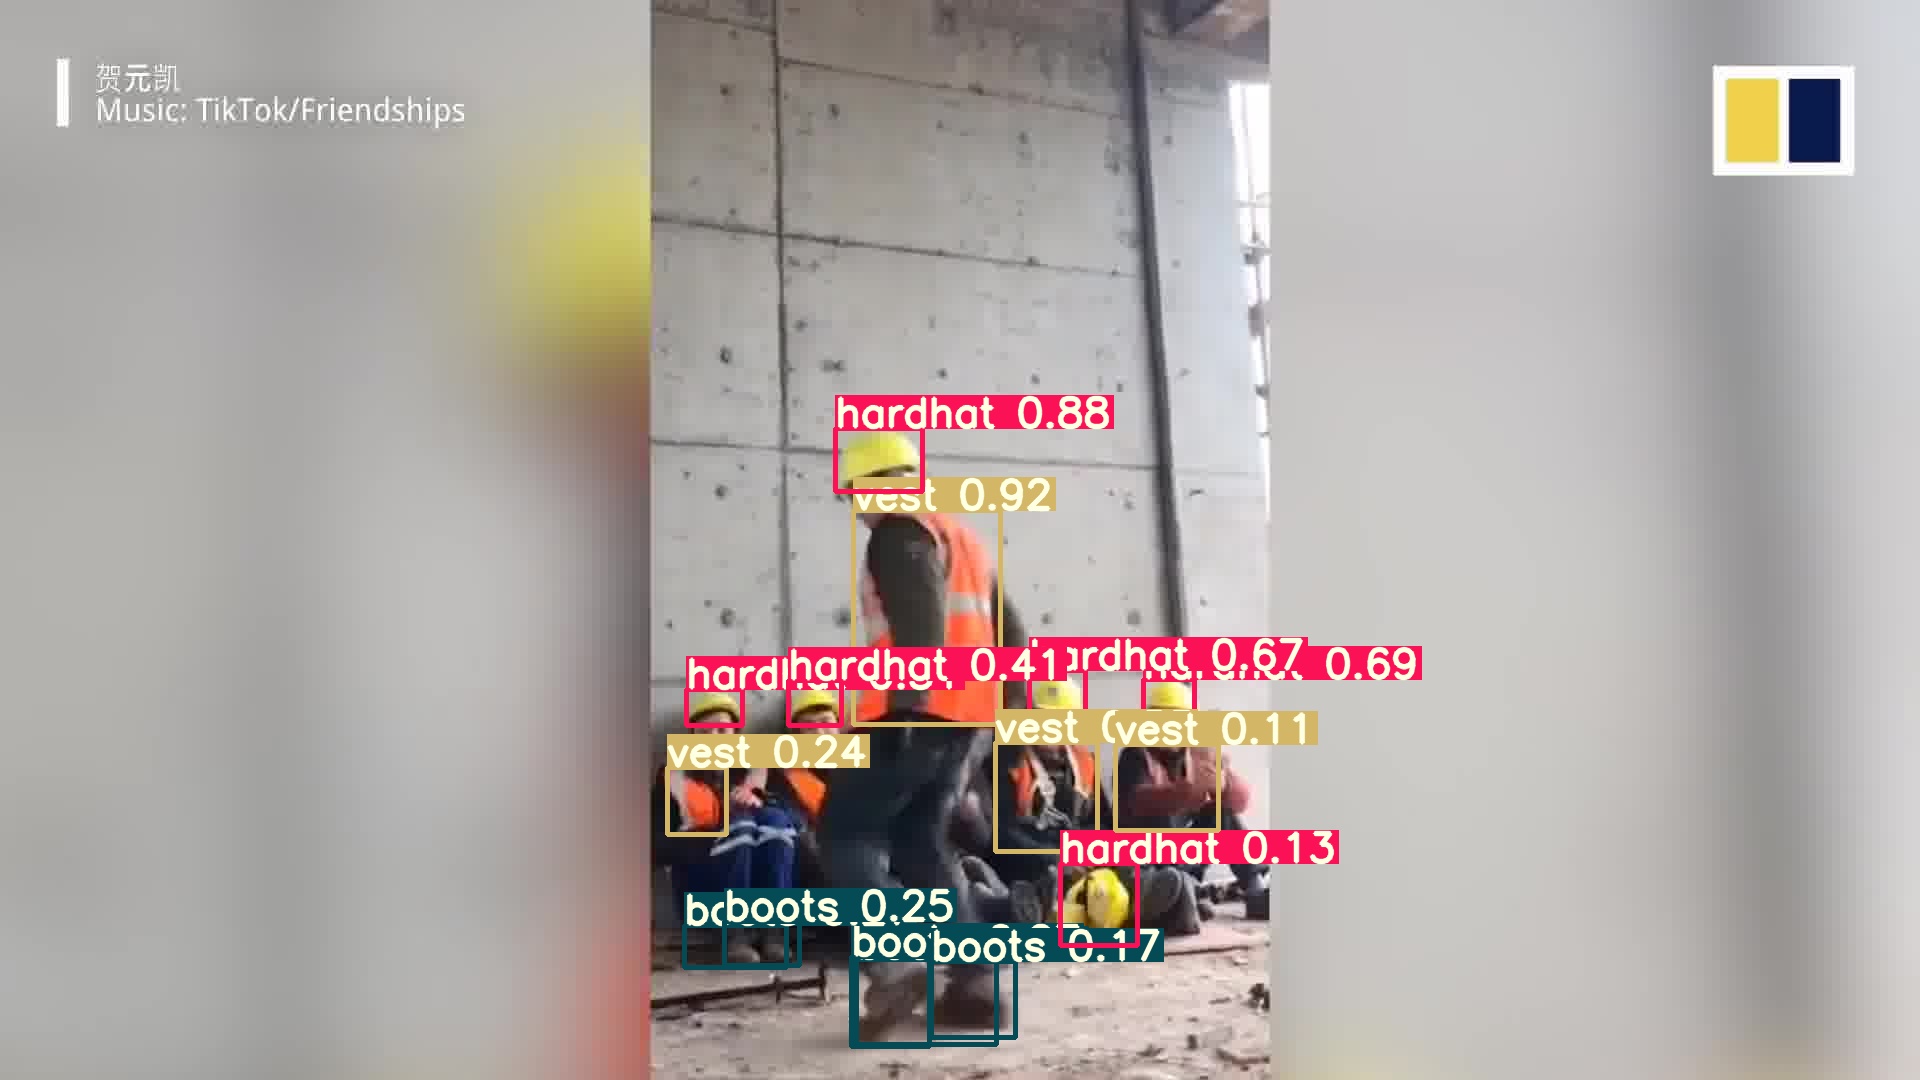 贺元凯
Music: TikTok/Friendships
hardhat 0.88
vest 0.92
hardhat 0.41
hardhat 0.67
0.69
vest
vest 0.11
vest 0.24
hardhat 0.13
boots 0.25
boots 0.17